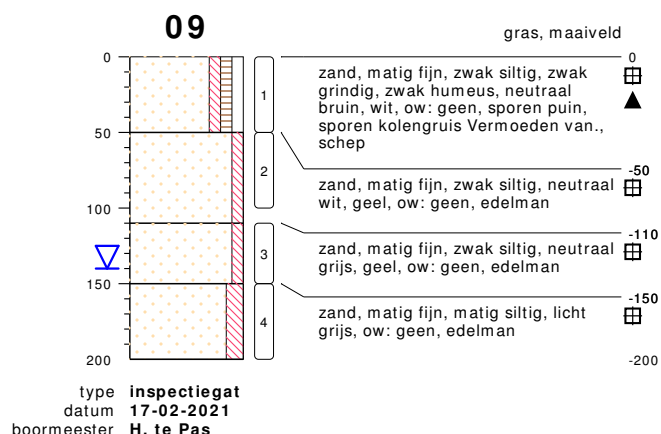 09
gras, maaiveld
0
50
100
150
200
1
2
3
4
0
zand, matig fijn, zwak siltig, zwak
grindig, zwak humeus, neutraal
bruin, wit, ow: geen, sporen puin,
sporen kolengruis Vermoeden van.,
schep
-50
zand, matig fijn, zwak siltig, neutraal
wit, geel, ow: geen, edelman
-110
zand, matig fijn, zwak siltig, neutraal
grijs, geel, ow: geen, edelman
-150
zand, matig fijn, matig siltig, licht
grijs, ow: geen, edelman
-200
type inspectiegat
datum 17-02-2021
boormeester H. te Pas